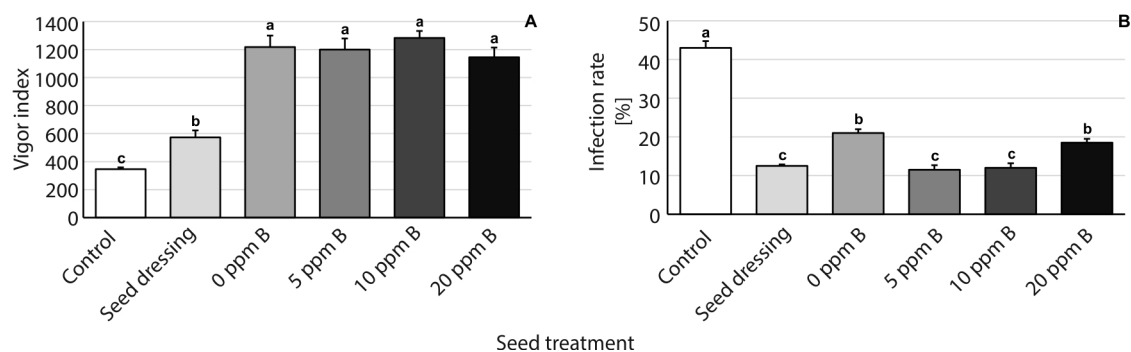 A
Vigor index
1400
1200
1000
800
600
400
200
0
c
b
a
a
a
a
Control
Seed dressing
0 ppm B
5 ppm B
10 ppm B
20 ppm B
B
Infection rate
[%]
50
40
30
20
10
0
a
c
b
c
c
b
Control
Seed dressing
0 ppm B
5 ppm B
10 ppm B
20 ppm B
Seed treatment